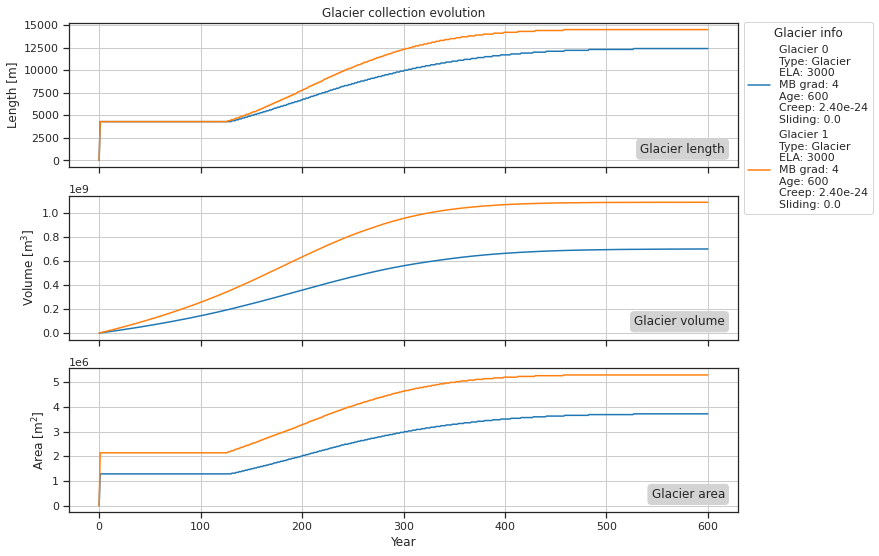 Glacier collection evolution
15000
12500
10000
7500
5000
2500
0
Length [m]
Glacier length
1e9
1.0
0.8
0.6
0.4
0.2
0.0
Volume [m³]
Glacier volume
1e6
5
4
3
2
1
0
Area [m²]
Glacier area
0 100 200 300 400 500 600
Year
Glacier info
Glacier 0
Type: Glacier
ELA: 3000
MB grad: 4
Age: 600
Creep: 2.40e-24
Sliding: 0.0
Glacier 1
Type: Glacier
ELA: 3000
MB grad: 4
Age: 600
Creep: 2.40e-24
Sliding: 0.0